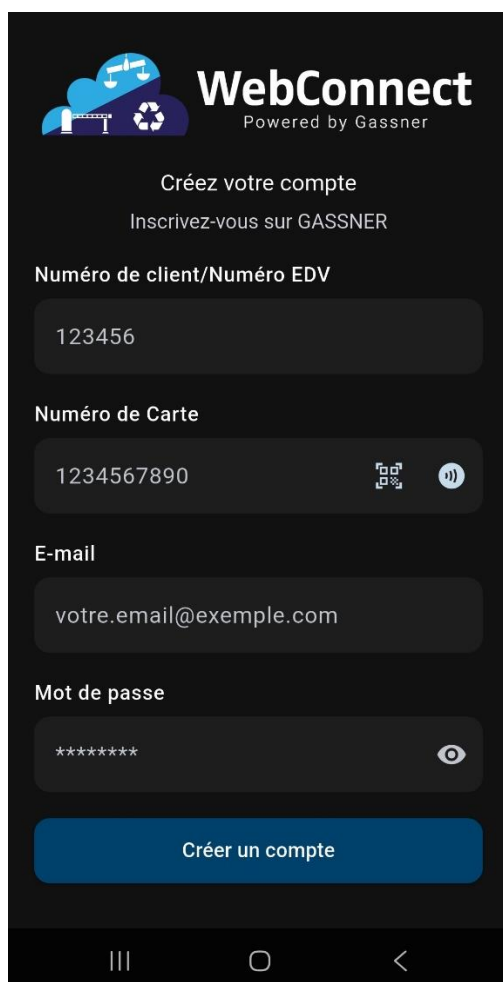 WebConnect
Powered by Gassner
Créez votre compte
Inscrivez-vous sur GASSNER
Numéro de client/Numéro EDV
123456
Numéro de Carte
1234567890
E-mail
votre.email@exemple.com
Mot de passe
********
Créer un compte